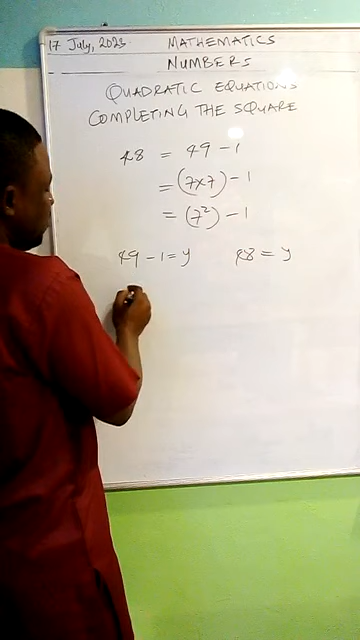 17 July, 2023 MATHEMATICS
NUMBERS
QUADRATIC EQUATIONS
COMPLETING THE SQUARE
48 = 49 - 1
= (7x7) - 1
= (7²) - 1
49 - 1 = y 48 = y